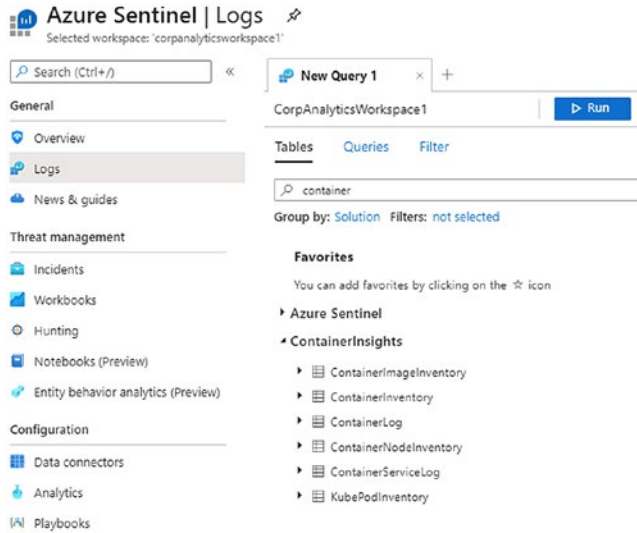 Azure Sentinel | Logs
Selected workspace: 'corpanalyticsworkspace1'
Search (Ctrl+/)
«
General
Overview
Logs
News & guides
Threat management
Incidents
Workbooks
Hunting
Notebooks (Preview)
Entity behavior analytics (Preview)
Configuration
Data connectors
Analytics
Playbooks
New Query 1 × +
CorpAnalyticsWorkspace1 Run
Tables Queries Filter
container
Group by: Solution Filters: not selected
Favorites
You can add favorites by clicking on the ☆ icon
Azure Sentinel
ContainerInsights
ContainerImageInventory
ContainerInventory
ContainerLog
ContainerNodeInventory
ContainerServiceLog
KubePodInventory